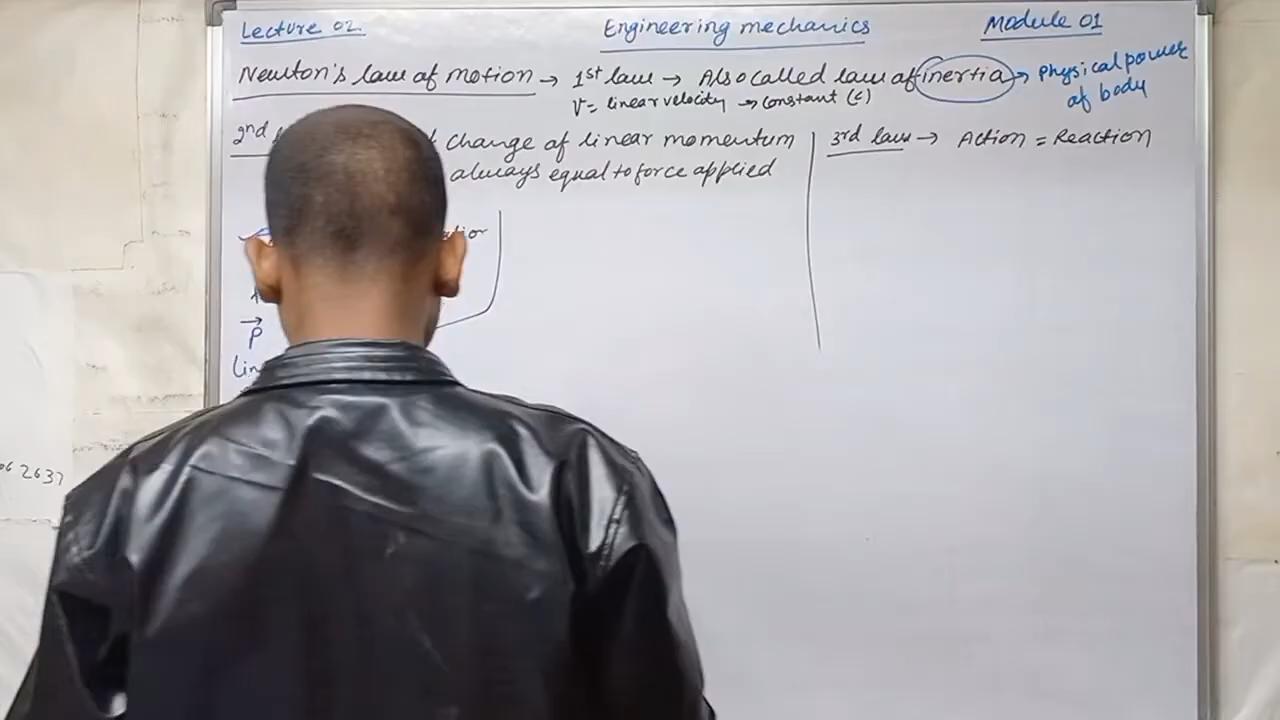 Lecture 02. Engineering mechanics Module 01
Newton's law of motion → 1st law → Also called law of inertia → Physical power of body
V = linear velocity → constant (c)
2nd change of linear momentum
always equal to force applied
3rd law → Action = Reaction
P
06 2637